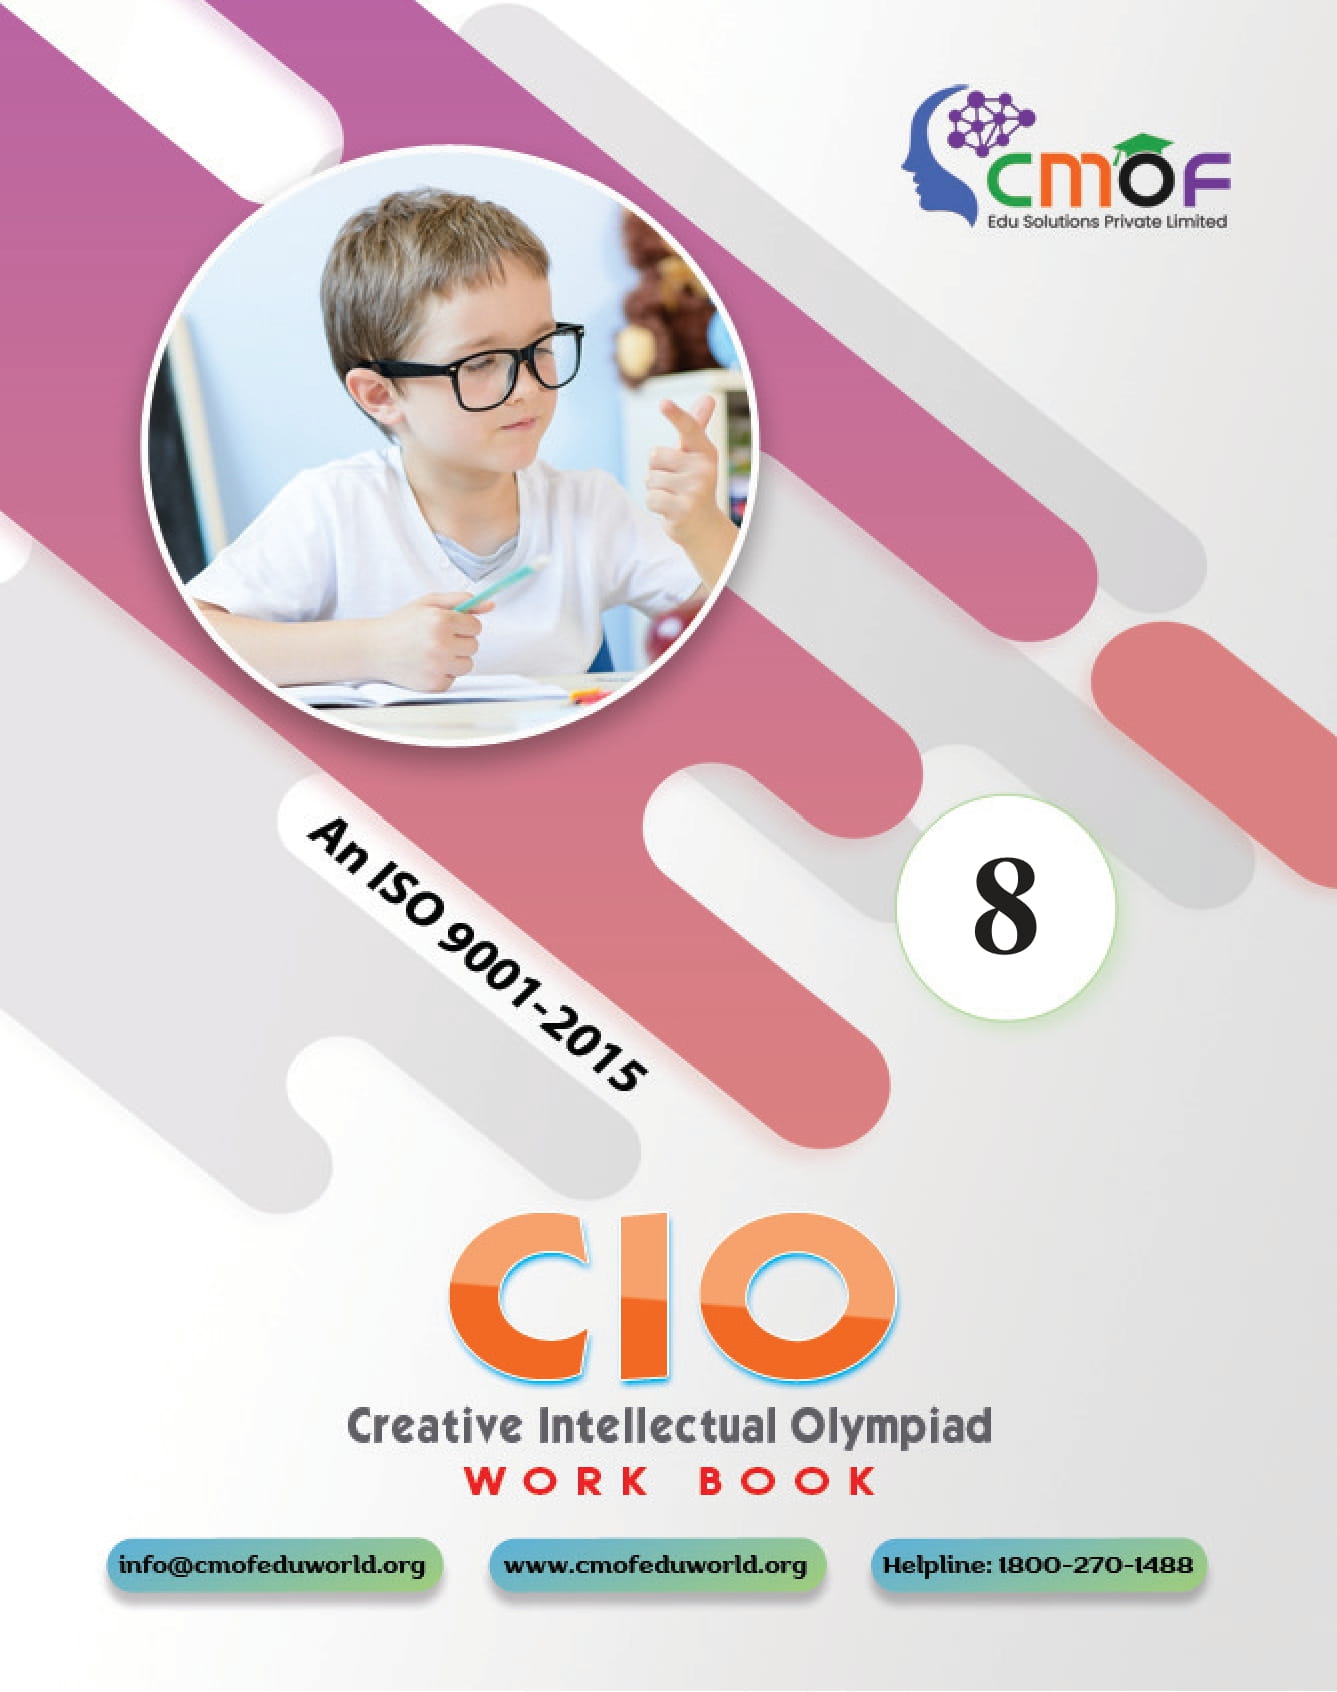 CMOF
Edu Solutions Private Limited
8
An ISO 9001-2015
CIO
Creative Intellectual Olympiad
WORK BOOK
info@cmofeduworld.org
www.cmofeduworld.org
Helpline: 1800-270-1488